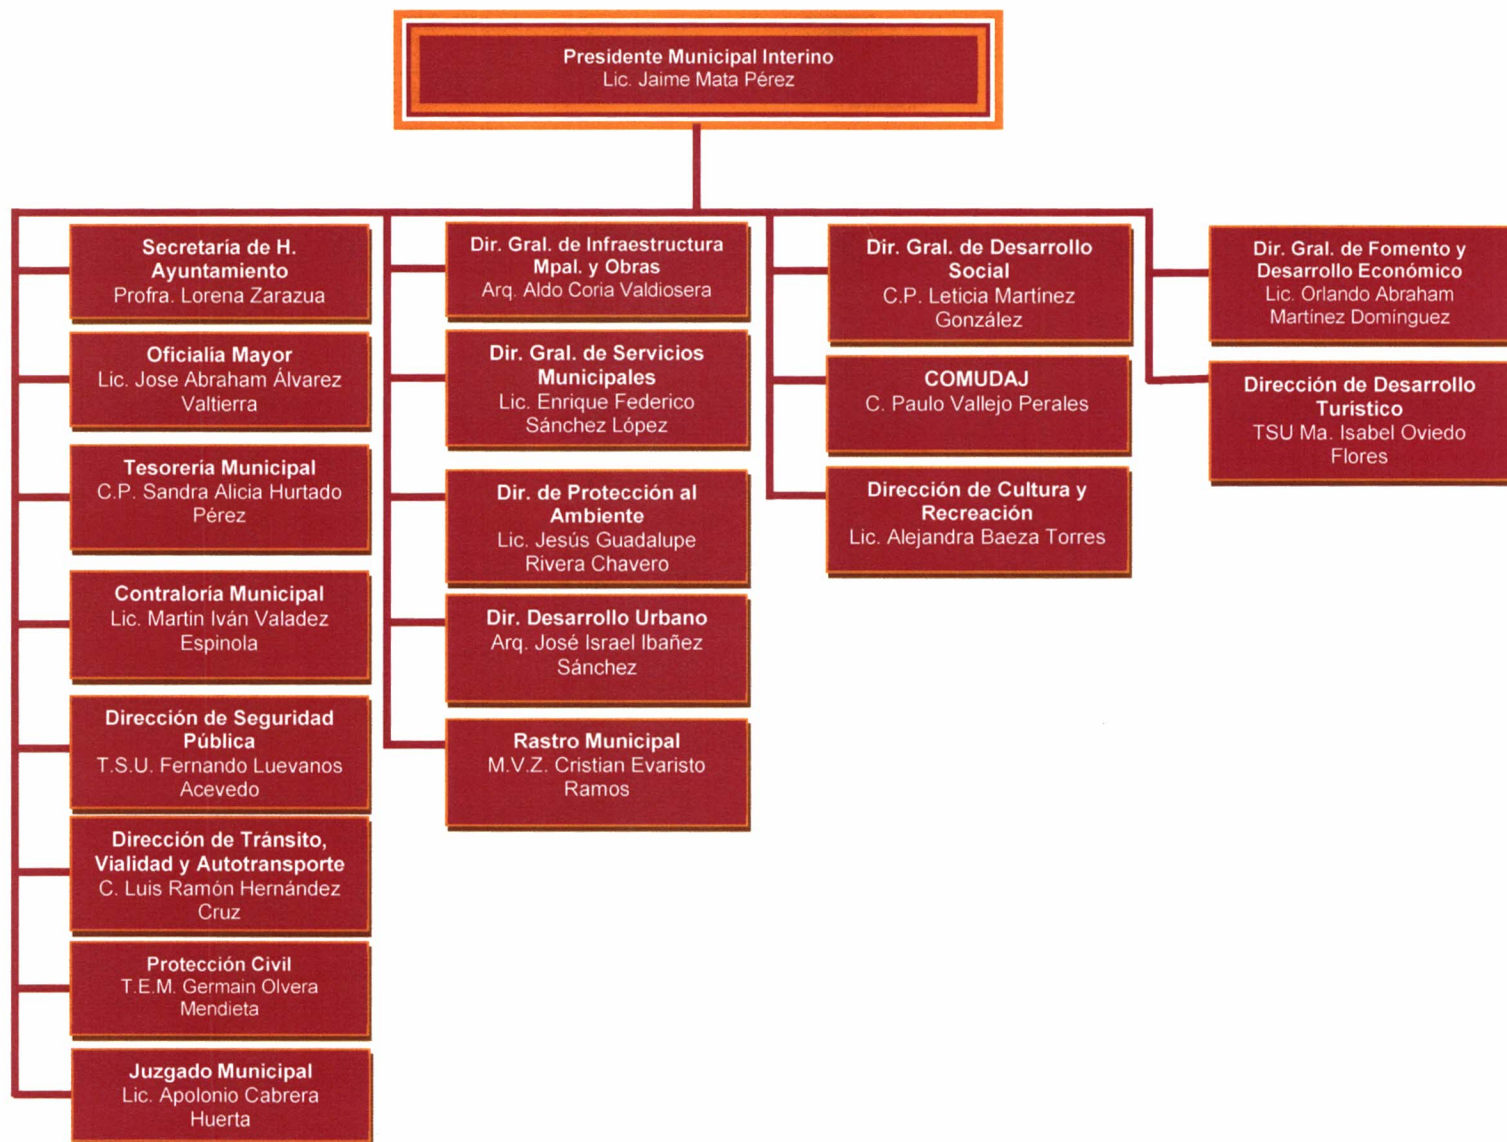 Presidente Municipal Interino
Lic. Jaime Mata Pérez
Secretaría de H.
Ayuntamiento
Profra. Lorena Zarazua
Oficialía Mayor
Lic. Jose Abraham Álvarez
Valtierra
Tesorería Municipal
C.P. Sandra Alicia Hurtado
Pérez
Contraloría Municipal
Lic. Martin Iván Valadez
Espinola
Dirección de Seguridad
Pública
T.S.U. Fernando Luevanos
Acevedo
Dirección de Tránsito,
Vialidad y Autotransporte
C. Luis Ramón Hernández
Cruz
Protección Civil
T.E.M. Germain Olvera
Mendieta
Juzgado Municipal
Lic. Apolonio Cabrera
Huerta
Dir. Gral. de Infraestructura
Mpal. y Obras
Arq. Aldo Coria Valdiosera
Dir. Gral. de Servicios
Municipales
Lic. Enrique Federico
Sánchez López
Dir. de Protección al
Ambiente
Lic. Jesús Guadalupe
Rivera Chavero
Dir. Desarrollo Urbano
Arq. José Israel Ibañez
Sánchez
Rastro Municipal
M.V.Z. Cristian Evaristo
Ramos
Dir. Gral. de Desarrollo
Social
C.P. Leticia Martínez
González
COMUDAJ
C. Paulo Vallejo Perales
Dirección de Cultura y
Recreación
Lic. Alejandra Baeza Torres
Dir. Gral. de Fomento y
Desarrollo Económico
Lic. Orlando Abraham
Martínez Domínguez
Dirección de Desarrollo
Turístico
TSU Ma. Isabel Oviedo
Flores